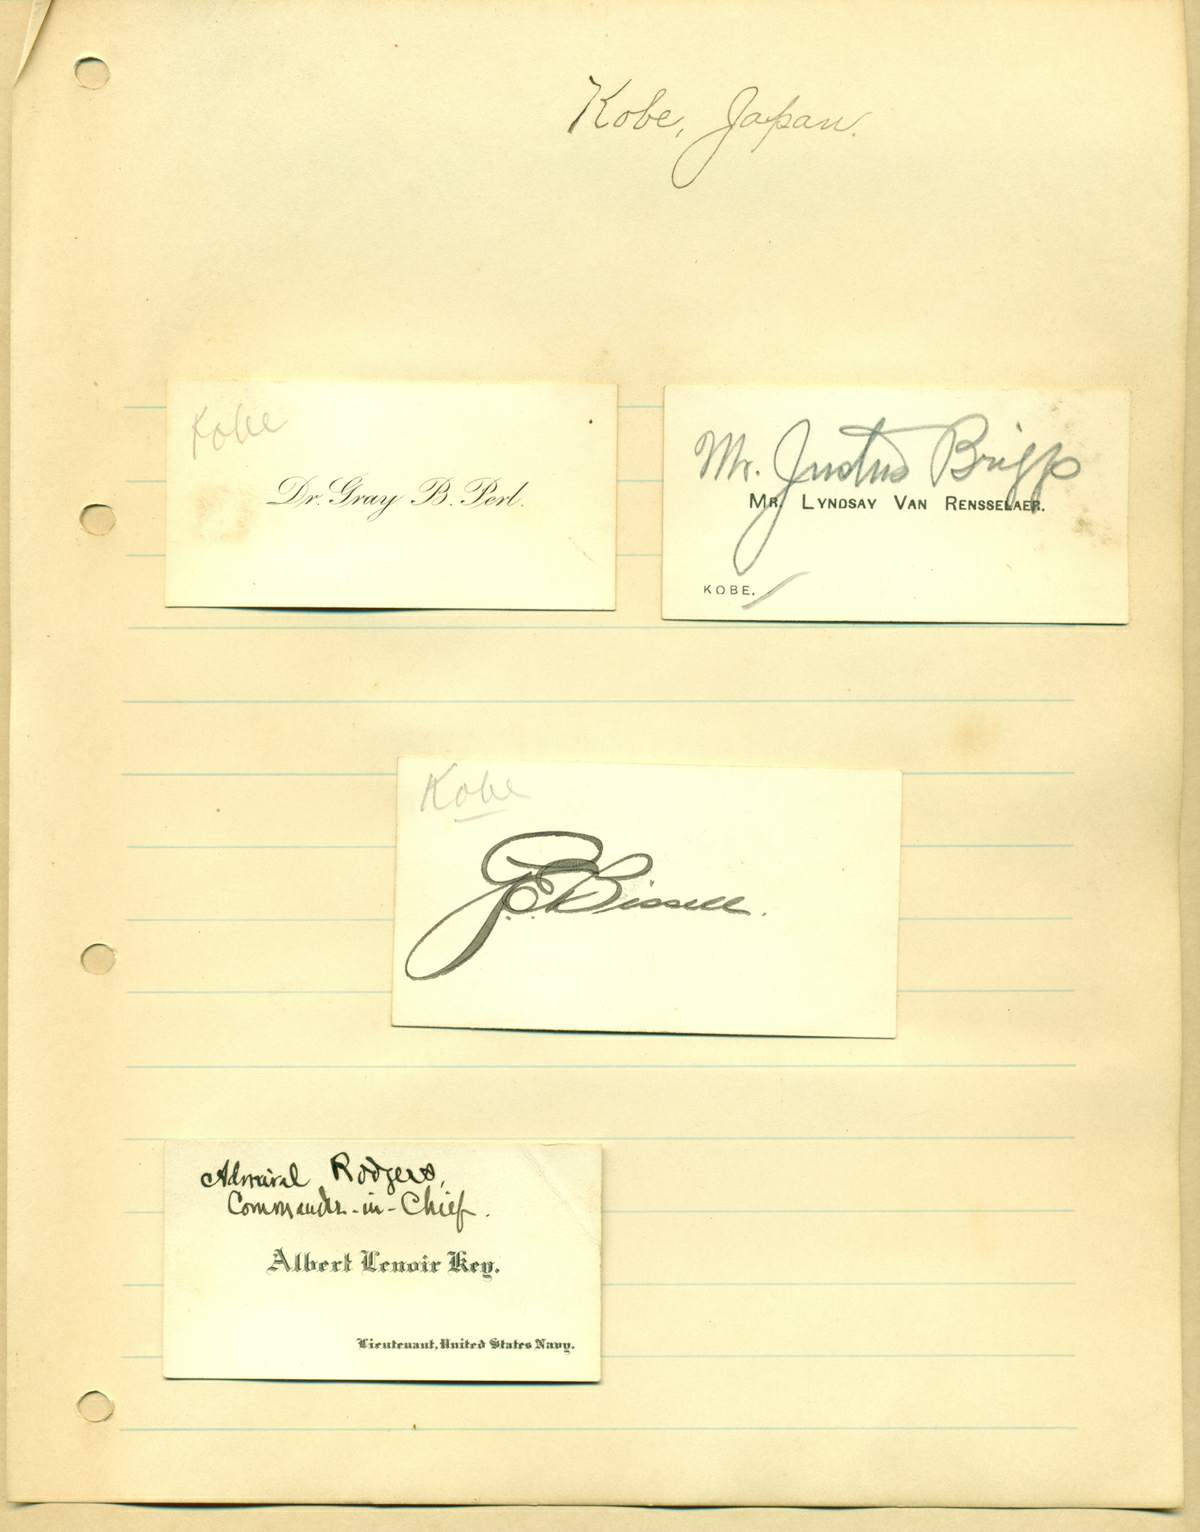 Kobe, Japan.
Kobe
Dr. Gray B. Perl.
Mr. Justus Briggs
MR. LYNDSAY VAN RENSSELAER.
KOBE.
Kobe
J.E. Bissell.
Admiral Rodgers,
Commander-in-Chief.
Albert Lenoir Key.
Lieutenant, United States Navy.